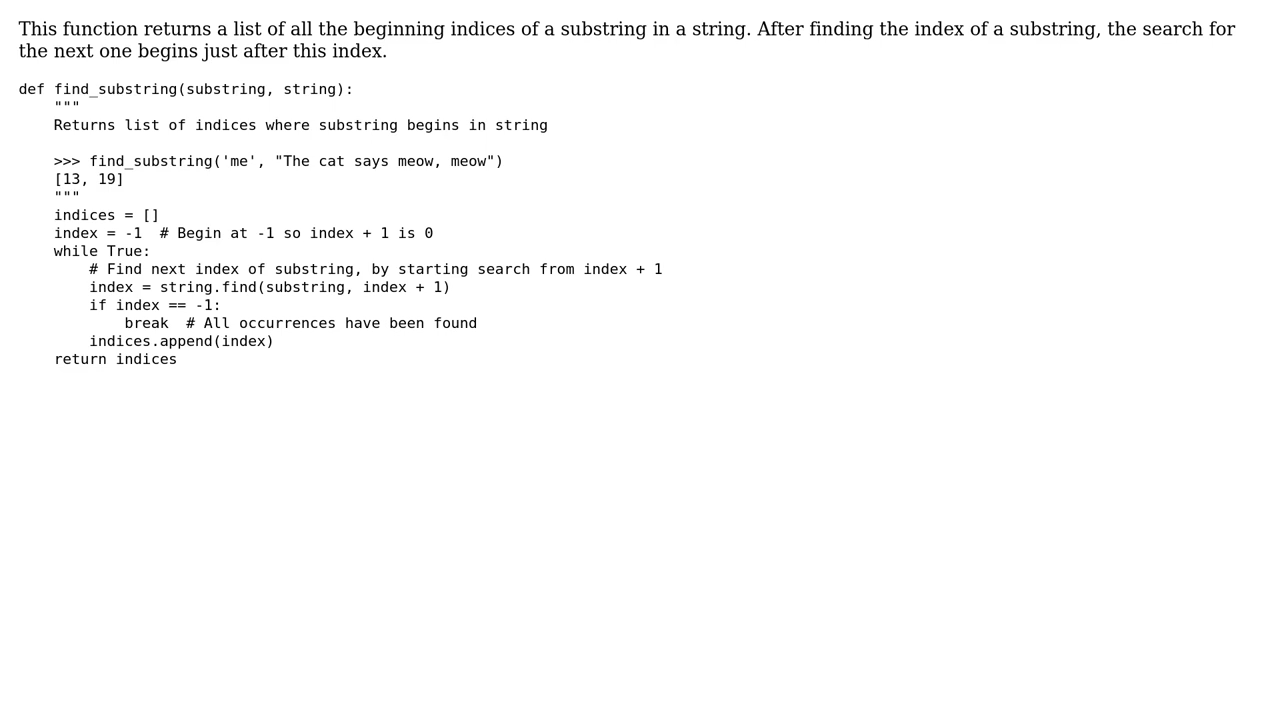 This function returns a list of all the beginning indices of a substring in a string. After finding the index of a substring, the search for
the next one begins just after this index.
def find_substring(substring, string):
    """
    Returns list of indices where substring begins in string

    >>> find_substring('me', "The cat says meow, meow")
    [13, 19]
    """
    indices = []
    index = -1  # Begin at -1 so index + 1 is 0
    while True:
        # Find next index of substring, by starting search from index + 1
        index = string.find(substring, index + 1)
        if index == -1:
            break  # All occurrences have been found
        indices.append(index)
    return indices